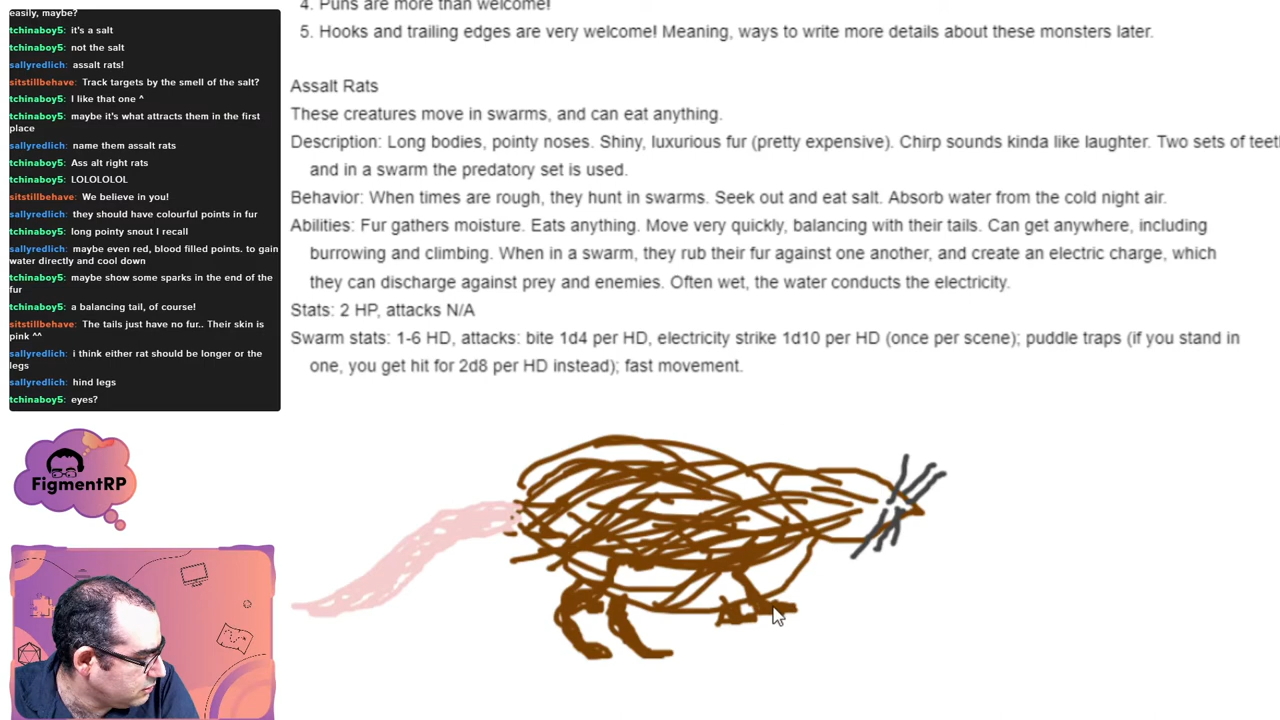 easily, maybe?
tchinaboy5: it's a salt
tchinaboy5: not the salt
sallyredlich: assalt rats!
sitstillbehave: Track targets by the smell of the salt?
tchinaboy5: I like that one ^
tchinaboy5: maybe it's what attracts them in the first
place
sallyredlich: name them assalt rats
tchinaboy5: Ass alt right rats
tchinaboy5: LOLOLOLOL
sitstillbehave: We believe in you!
sallyredlich: they should have colourful points in fur
tchinaboy5: long pointy snout I recall
sallyredlich: maybe even red, blood filled points. to gain
water directly and cool down
tchinaboy5: maybe show some sparks in the end of the
fur
tchinaboy5: a balancing tail, of course!
sitstillbehave: The tails just have no fur.. Their skin is
pink ^^
sallyredlich: i think either rat should be longer or the
legs
sallyredlich: hind legs
tchinaboy5: eyes?
FigmentRP
4. Puns are more than welcome!
5. Hooks and trailing edges are very welcome! Meaning, ways to write more details about these monsters later.
Assalt Rats
These creatures move in swarms, and can eat anything.
Description: Long bodies, pointy noses. Shiny, luxurious fur (pretty expensive). Chirp sounds kinda like laughter. Two sets of teet
and in a swarm the predatory set is used.
Behavior: When times are rough, they hunt in swarms. Seek out and eat salt. Absorb water from the cold night air.
Abilities: Fur gathers moisture. Eats anything. Move very quickly, balancing with their tails. Can get anywhere, including
burrowing and climbing. When in a swarm, they rub their fur against one another, and create an electric charge, which
they can discharge against prey and enemies. Often wet, the water conducts the electricity.
Stats: 2 HP, attacks N/A
Swarm stats: 1-6 HD, attacks: bite 1d4 per HD, electricity strike 1d10 per HD (once per scene); puddle traps (if you stand in
one, you get hit for 2d8 per HD instead); fast movement.